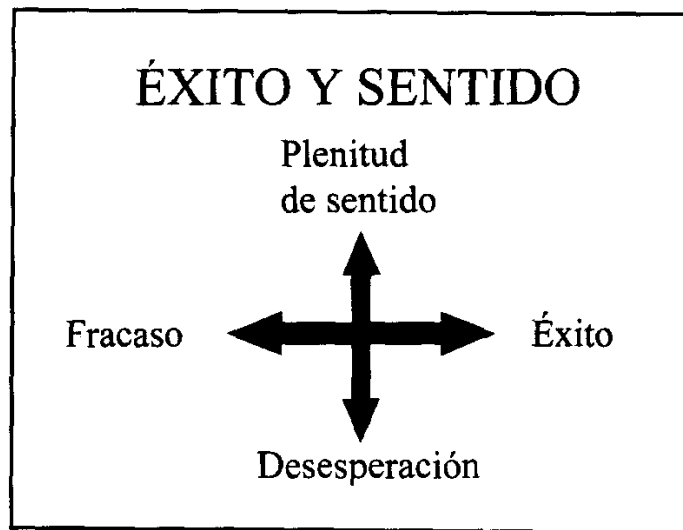 ÉXITO Y SENTIDO
Plenitud
de sentido
Fracaso
Éxito
Desesperación